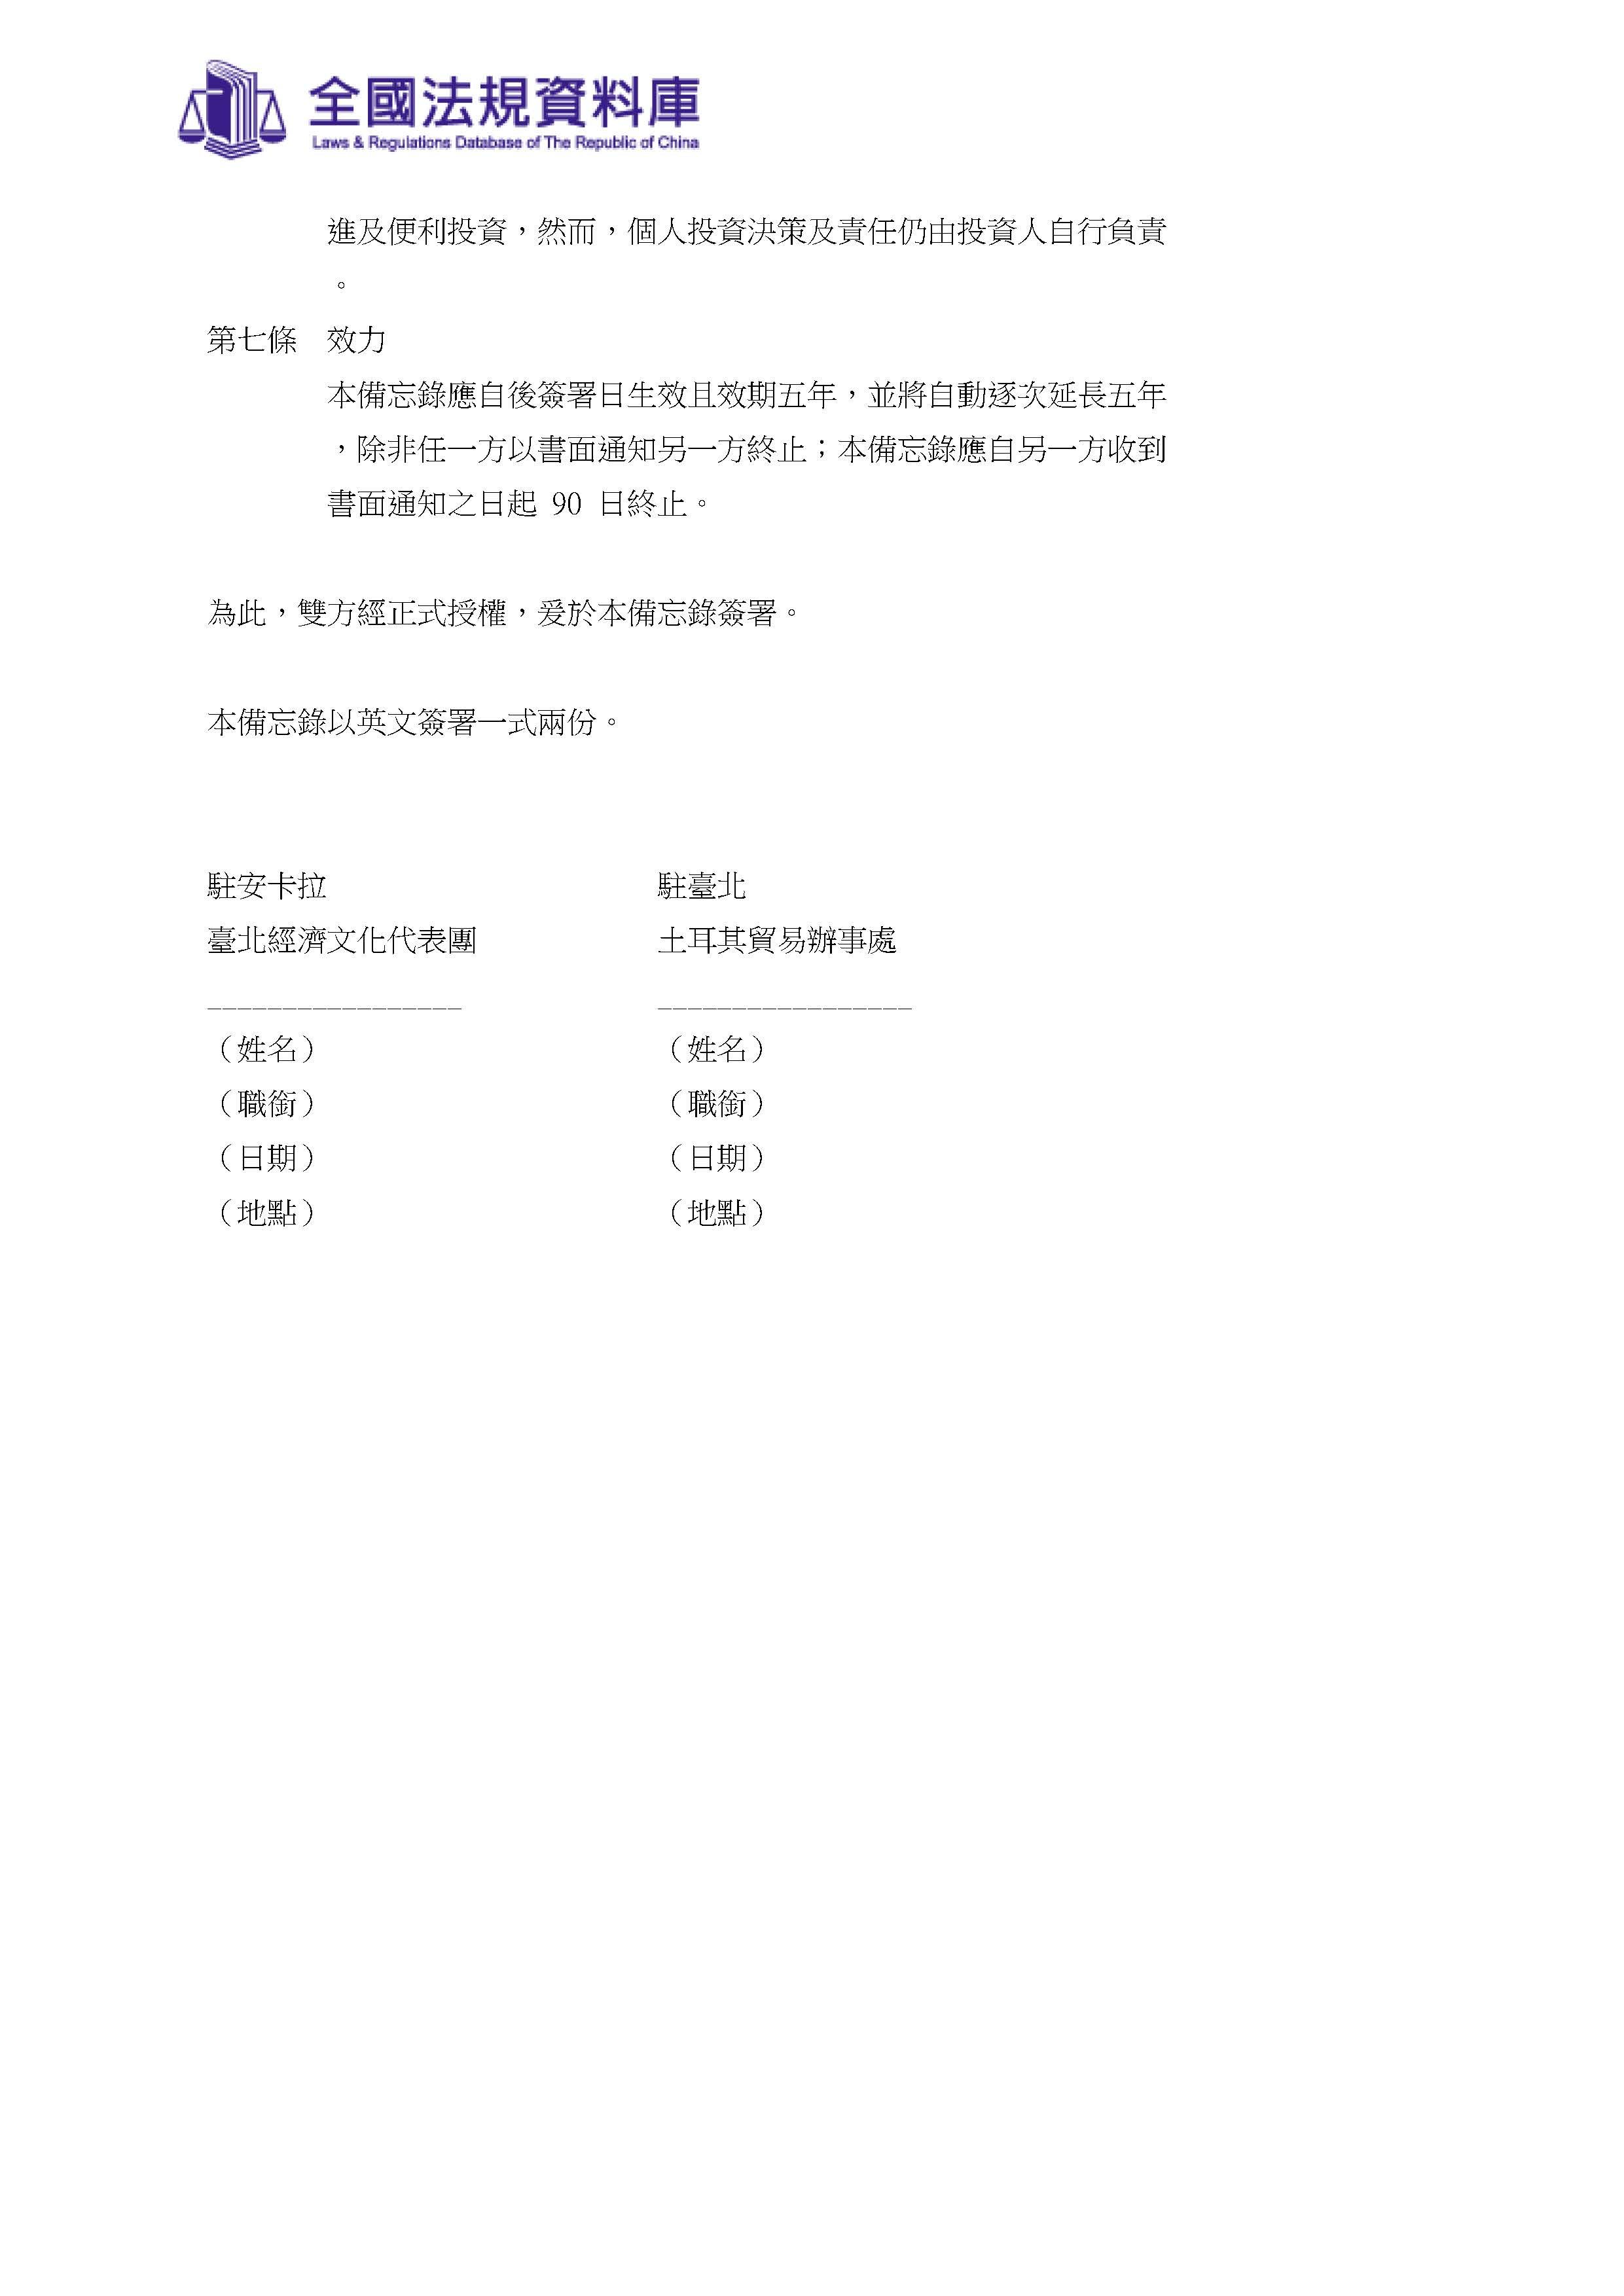 全國法規資料庫
Laws & Regulations Database of The Republic of China
進及便利投資，然而，個人投資決策及責任仍由投資人自行負責
。
第七條　效力
本備忘錄應自後簽署日生效且效期五年，並將自動逐次延長五年
，除非任一方以書面通知另一方終止；本備忘錄應自另一方收到
書面通知之日起 90 日終止。
為此，雙方經正式授權，爰於本備忘錄簽署。
本備忘錄以英文簽署一式兩份。
駐安卡拉　　　　　　　　　　　駐臺北
臺北經濟文化代表團　　　　　　土耳其貿易辦事處
_________________　　　　　　 _________________
（姓名）　　　　　　　　　　　（姓名）
（職銜）　　　　　　　　　　　（職銜）
（日期）　　　　　　　　　　　（日期）
（地點）　　　　　　　　　　　（地點）